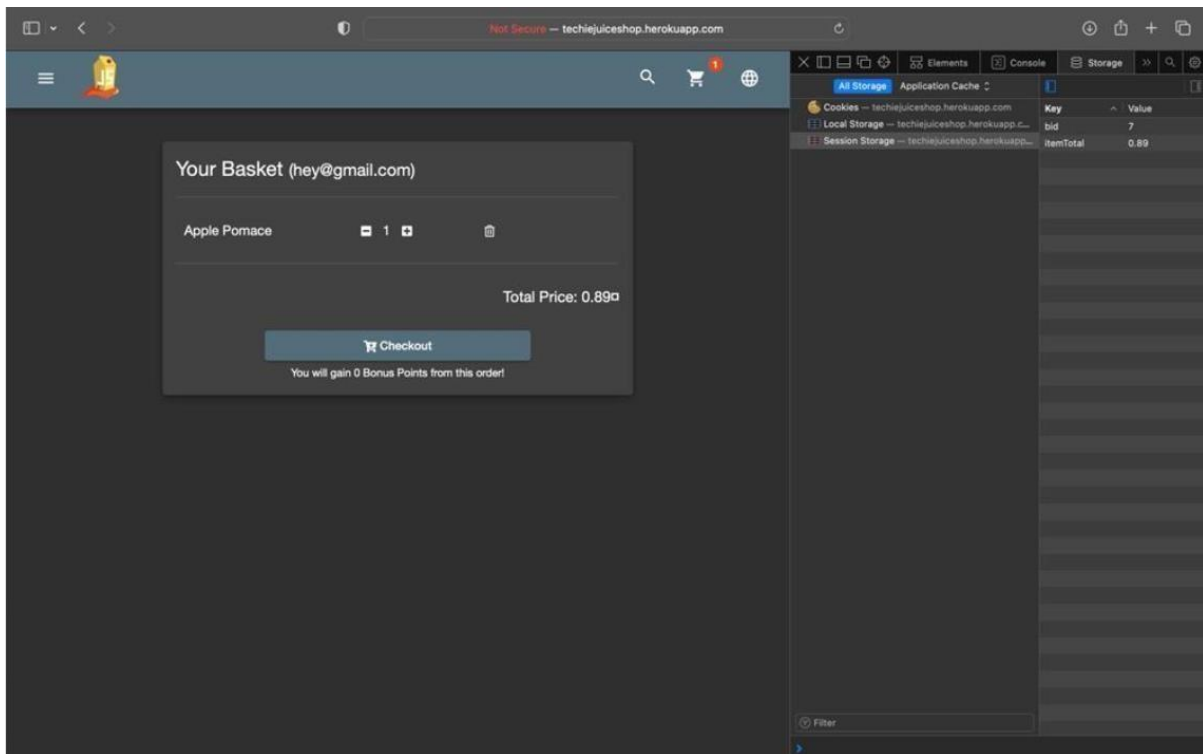 Not Secure — techiejuiceshop.herokuapp.com
JS
1
Elements
Console
Storage
All Storage
Application Cache
Cookies — techiejuiceshop.herokuapp.com
Local Storage — techiejuiceshop.herokuapp.c...
Session Storage — techiejuiceshop.herokuapp...
Key Value
bid 7
itemTotal 0.89
Your Basket (hey@gmail.com)
Apple Pomace 1
Total Price: 0.89¤
Checkout
You will gain 0 Bonus Points from this order!
Filter